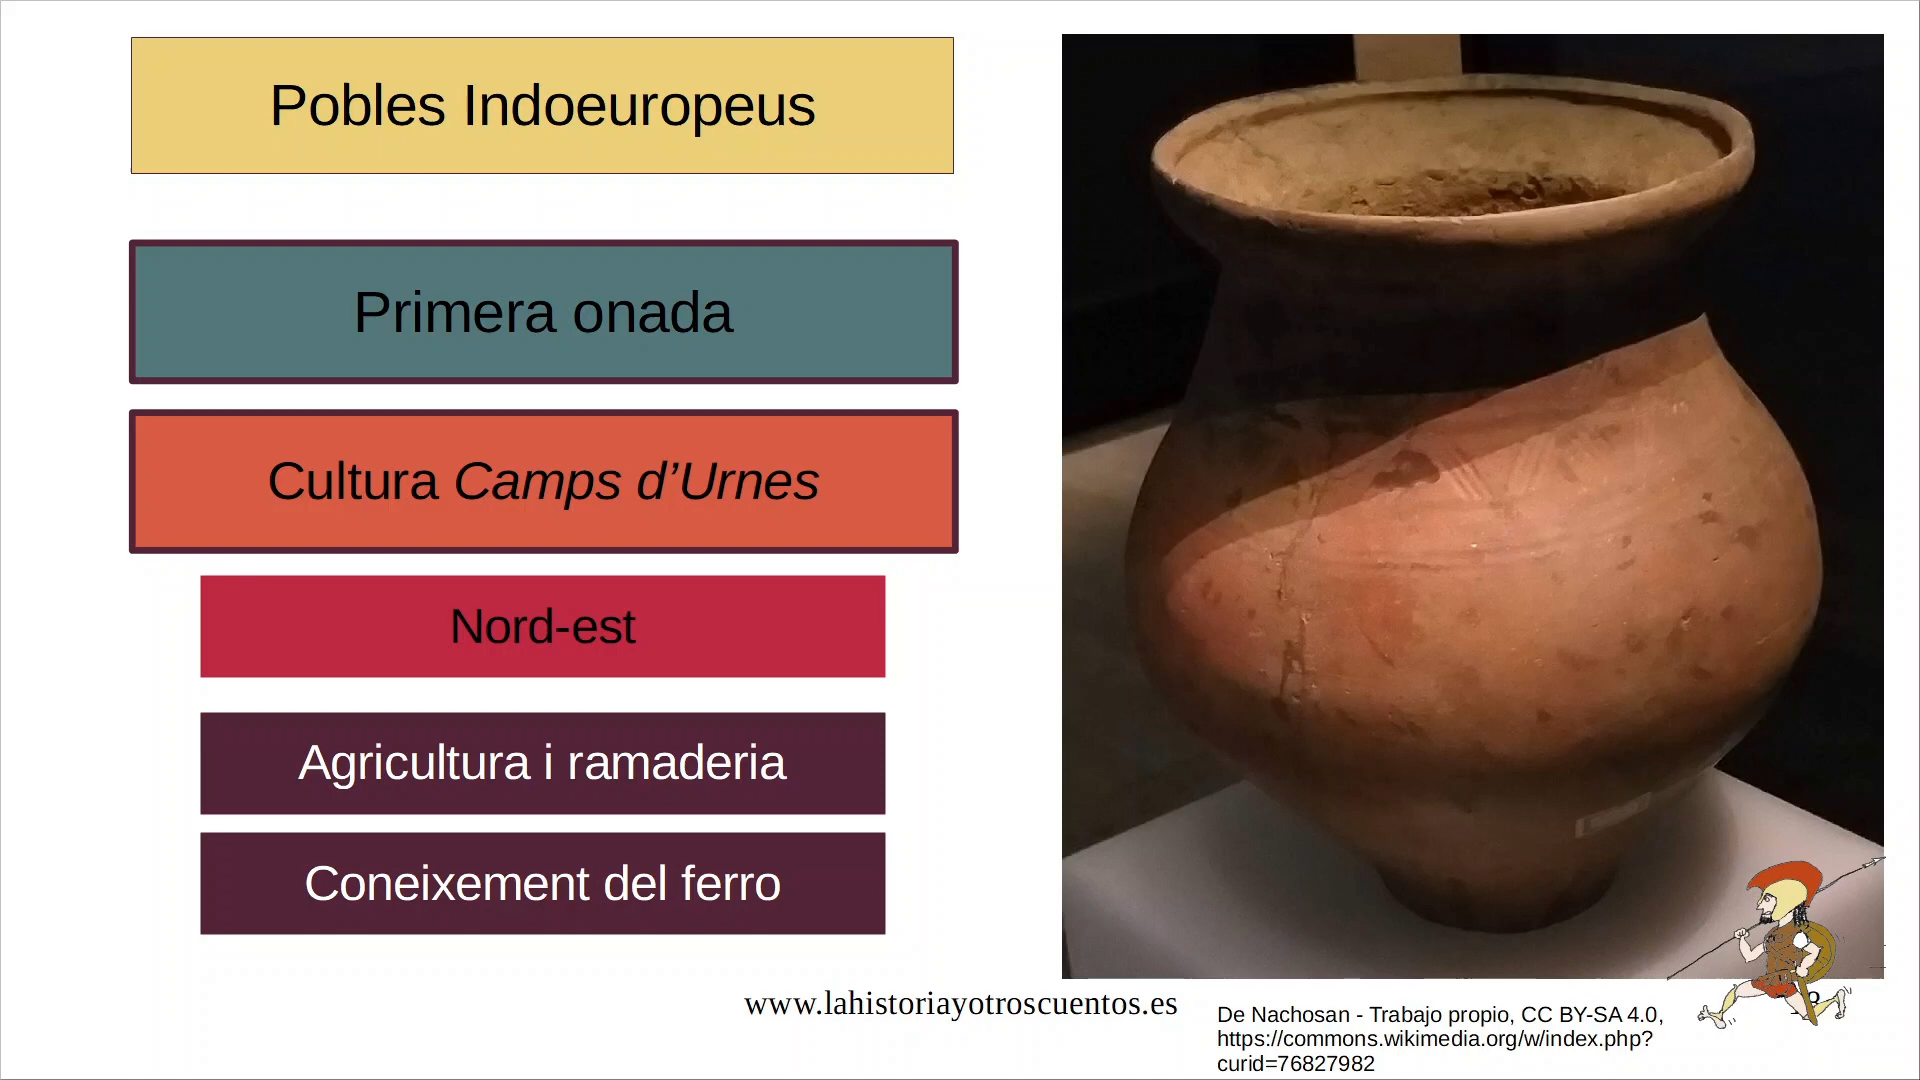 Pobles Indoeuropeus
Primera onada
Cultura Camps d’Urnes
Nord-est
Agricultura i ramaderia
Coneixement del ferro
www.lahistoriayotroscuentos.es
De Nachosan - Trabajo propio, CC BY-SA 4.0,
https://commons.wikimedia.org/w/index.php?
curid=76827982